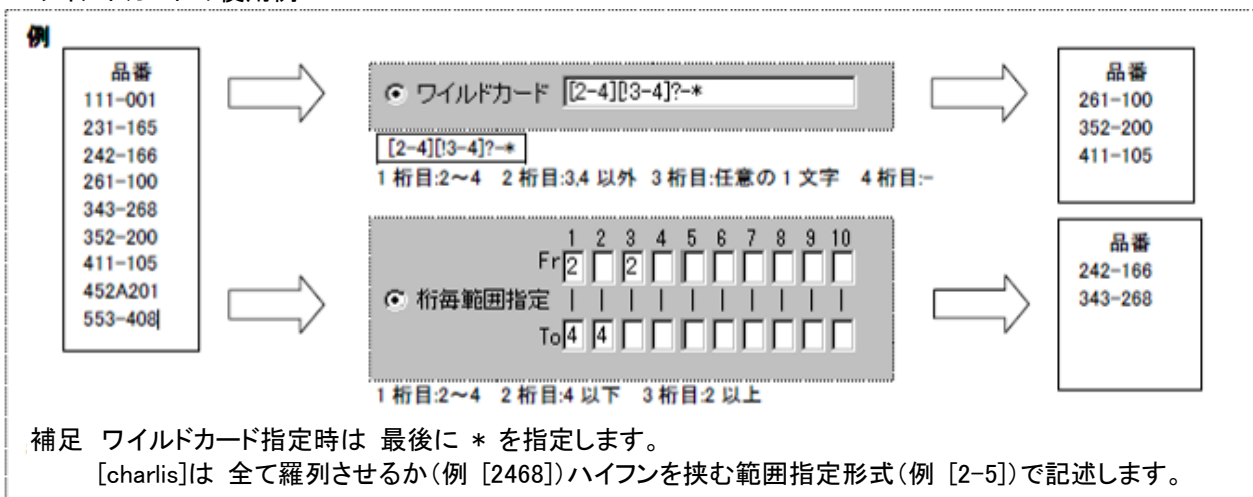 例
品番
111-001
231-165
242-166
261-100
343-268
352-200
411-105
452A201
553-408
ワイルドカード [2-4][!3-4]?-*
[2-4][!3-4]?-*
1 桁目:2～4 2 桁目:3,4 以外 3 桁目:任意の 1 文字 4 桁目:-
品番
261-100
352-200
411-105
1 2 3 4 5 6 7 8 9 10
Fr 2 2
桁毎範囲指定 | | | | | | | | | |
To 4 4
1 桁目:2～4 2 桁目:4 以下 3 桁目:2 以上
品番
242-166
343-268
補足 ワイルドカード指定時は 最後に * を指定します。
[charlis]は 全て羅列させるか(例 [2468])ハイフンを挟む範囲指定形式(例 [2-5])で記述します。